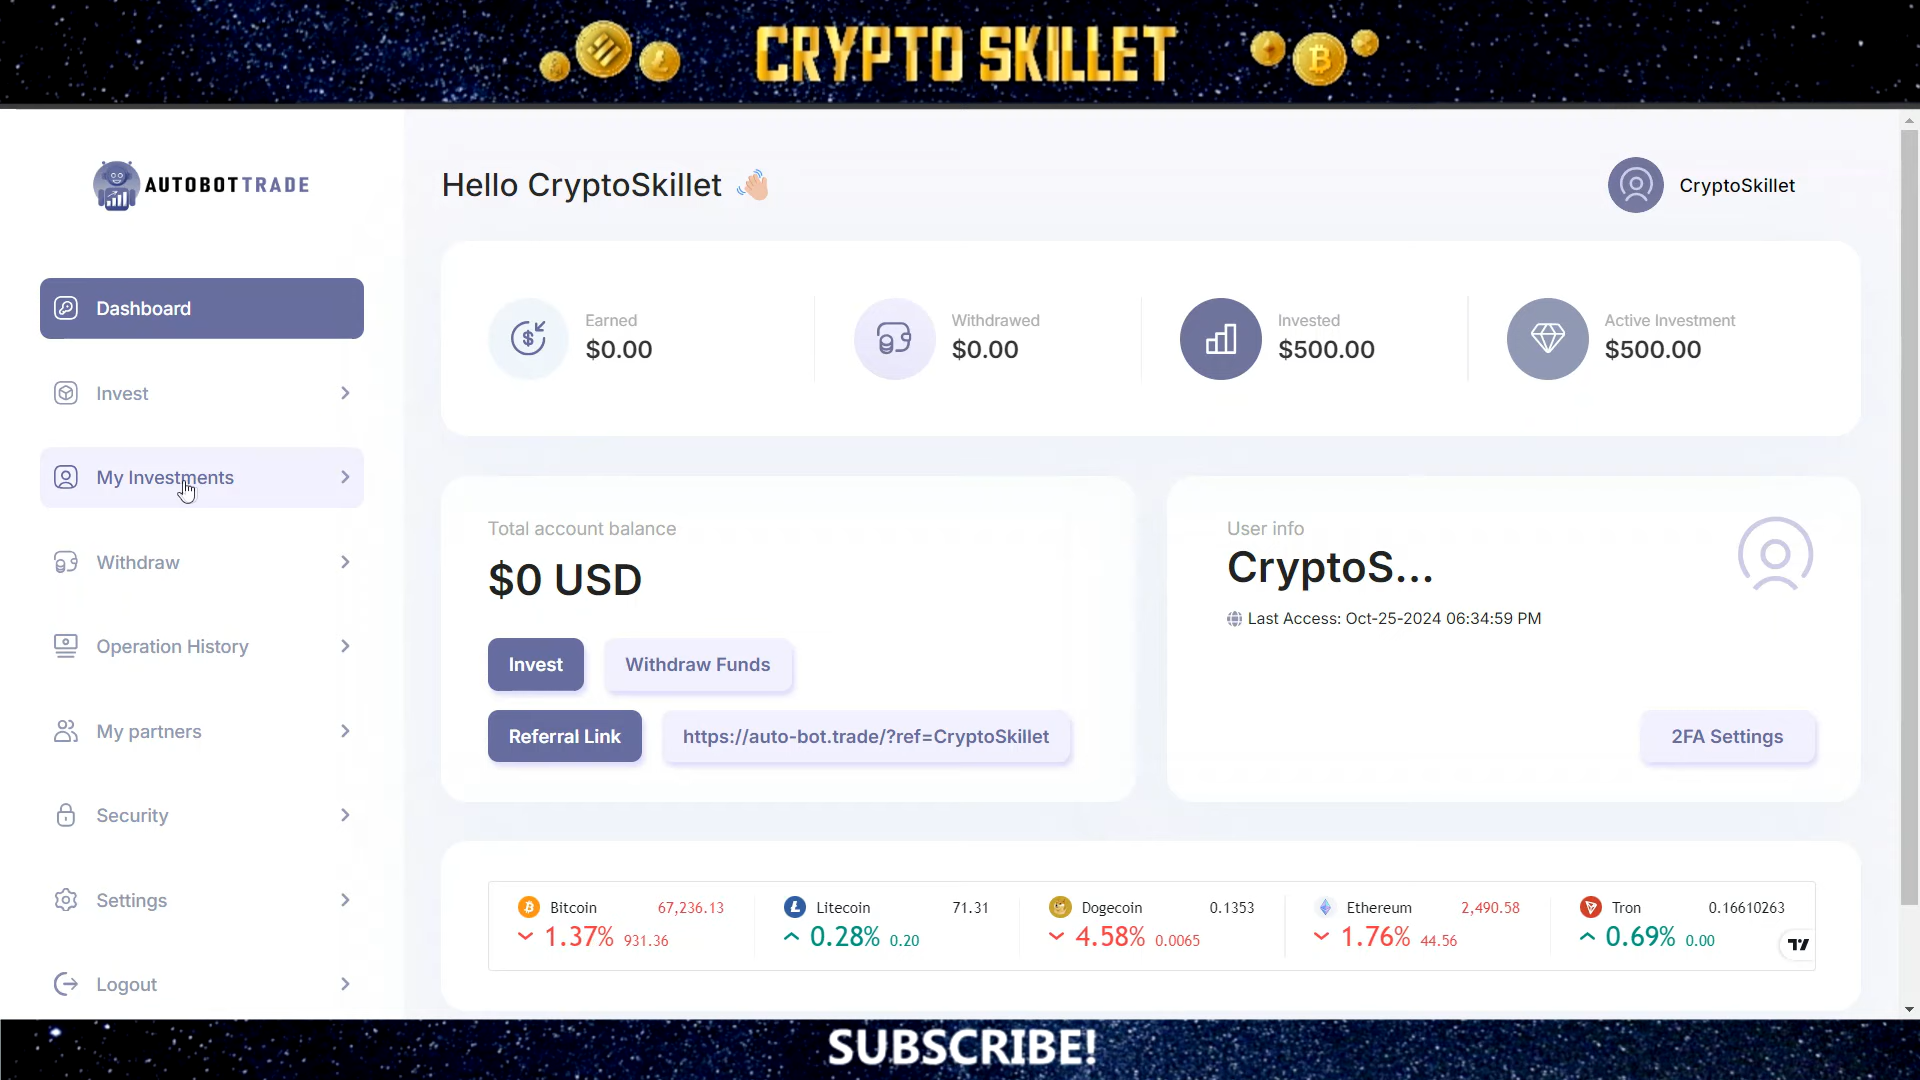 CRYPTO SKILLET
AUTOBOTTRADE
Hello CryptoSkillet
CryptoSkillet
Dashboard
Invest
My Investments
Withdraw
Operation History
My partners
Security
Settings
Logout
Earned
$0.00
Withdrawed
$0.00
Invested
$500.00
Active Investment
$500.00
Total account balance
$0 USD
Invest
Withdraw Funds
Referral Link
https://auto-bot.trade/?ref=CryptoSkillet
User info
CryptoS...
Last Access: Oct-25-2024 06:34:59 PM
2FA Settings
Bitcoin 67,236.13
1.37% 931.36
Litecoin 71.31
0.28% 0.20
Dogecoin 0.1353
4.58% 0.0065
Ethereum 2,490.58
1.76% 44.56
Tron 0.16610263
0.69% 0.00
SUBSCRIBE!